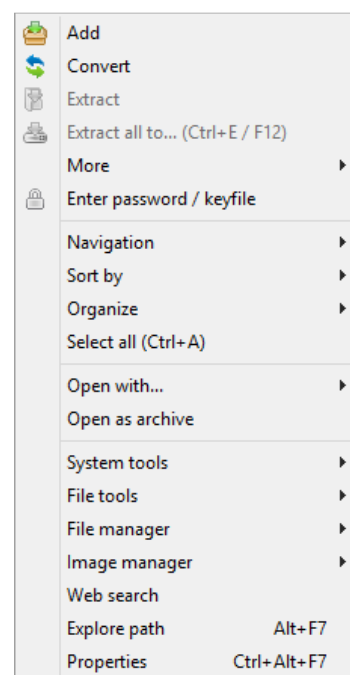 Add
Convert
Extract
Extract all to... (Ctrl+E / F12)
More
Enter password / keyfile
Navigation
Sort by
Organize
Select all (Ctrl+A)
Open with...
Open as archive
System tools
File tools
File manager
Image manager
Web search
Explore path Alt+F7
Properties Ctrl+Alt+F7